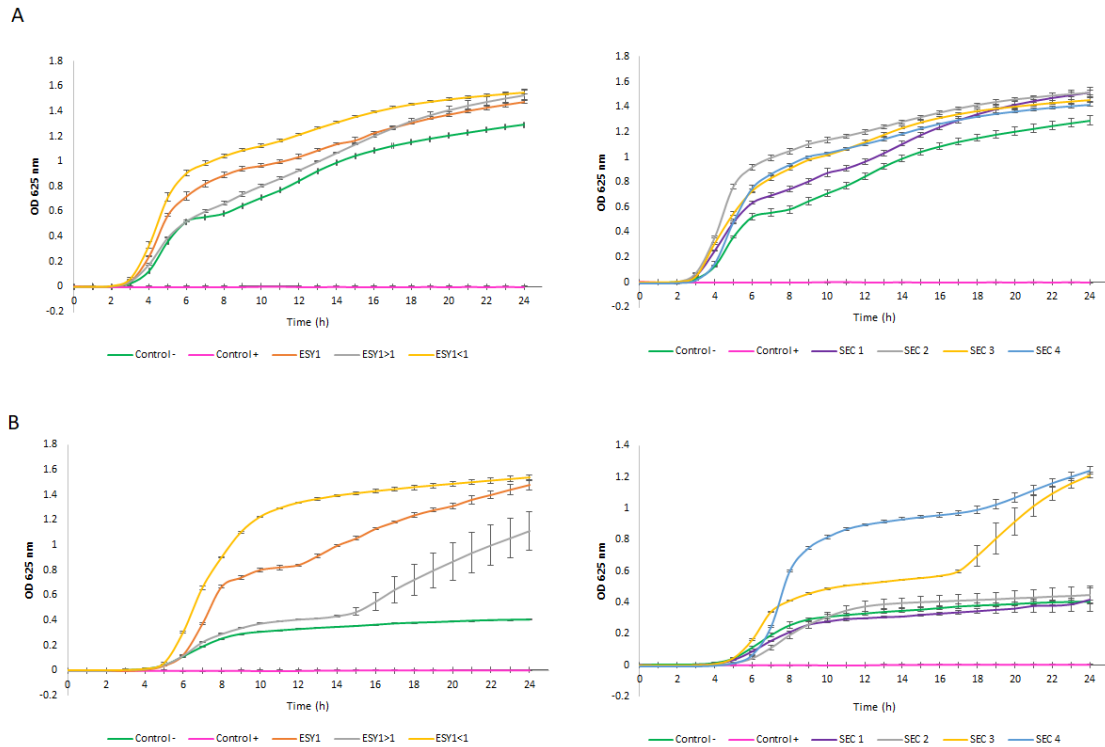 A
1.8
1.6
1.4
1.2
1
0.8
0.6
0.4
0.2
0
-0.2
OD 625 nm
0 2 4 6 8 10 12 14 16 18 20 22 24
Time (h)
Control - Control + ESY1 ESY1>1 ESY1<1
1.8
1.6
1.4
1.2
1
0.8
0.6
0.4
0.2
0
-0.2
OD 625 nm
0 2 4 6 8 10 12 14 16 18 20 22 24
Time (h)
Control - Control + SEC 1 SEC 2 SEC 3 SEC 4
B
1.8
1.6
1.4
1.2
1
0.8
0.6
0.4
0.2
0
-0.2
OD 625 nm
0 2 4 6 8 10 12 14 16 18 20 22 24
Time (h)
Control - Control + ESY1 ESY1>1 ESY1<1
1.4
1.2
1
0.8
0.6
0.4
0.2
0
-0.2
OD 625 nm
0 2 4 6 8 10 12 14 16 18 20 22 24
Time (h)
Control - Control + SEC 1 SEC 2 SEC 3 SEC 4